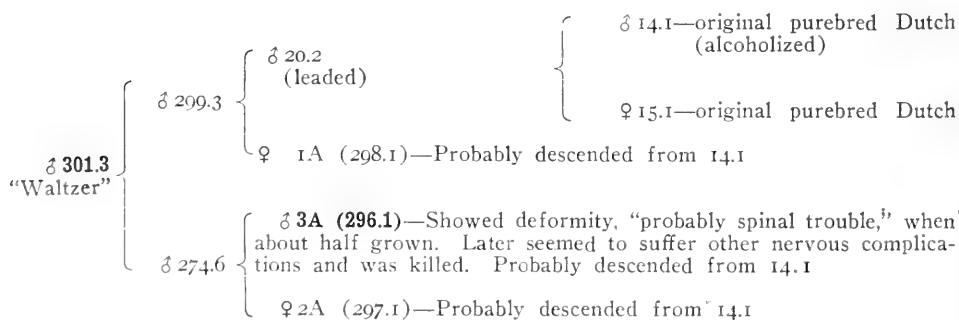 ♂ 14.1—original purebred Dutch
(alcoholized)
♂ 20.2
(leaded)
♂ 299.3
♀ 15.1—original purebred Dutch
♀ 1A (298.1)—Probably descended from 14.1
♂ 301.3
"Waltzer"
♂ 3A (296.1)—Showed deformity, "probably spinal trouble," when
about half grown. Later seemed to suffer other nervous complica-
♂ 274.6
tions and was killed. Probably descended from 14.1
♀ 2A (297.1)—Probably descended from 14.1